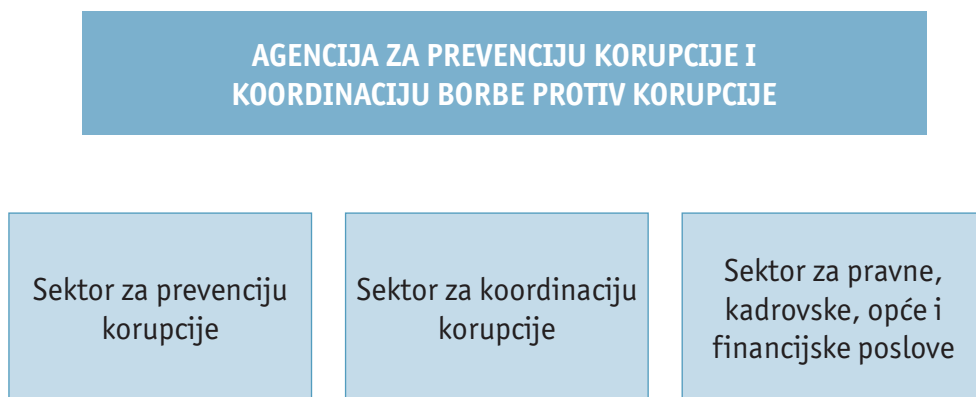 AGENCIJA ZA PREVENCIJU KORUPCIJE I
KOORDINACIJU BORBE PROTIV KORUPCIJE
Sektor za prevenciju
korupcije
Sektor za koordinaciju
korupcije
Sektor za pravne,
kadrovske, opće i
financijske poslove